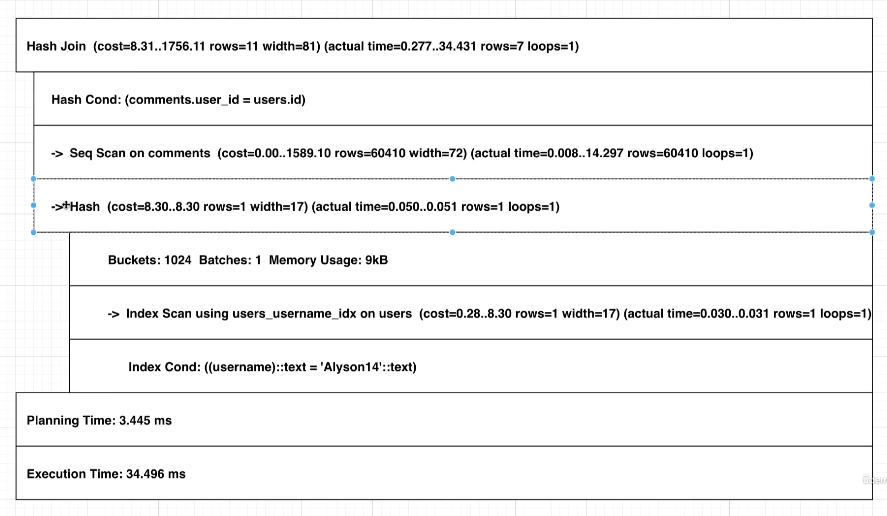 Hash Join (cost=8.31..1756.11 rows=11 width=81) (actual time=0.277..34.431 rows=7 loops=1)
Hash Cond: (comments.user_id = users.id)
-> Seq Scan on comments (cost=0.00..1589.10 rows=60410 width=72) (actual time=0.008..14.297 rows=60410 loops=1)
-> Hash (cost=8.30..8.30 rows=1 width=17) (actual time=0.050..0.051 rows=1 loops=1)
Buckets: 1024 Batches: 1 Memory Usage: 9kB
-> Index Scan using users_username_idx on users (cost=0.28..8.30 rows=1 width=17) (actual time=0.030..0.031 rows=1 loops=1)
Index Cond: ((username)::text = 'Alyson14'::text)
Planning Time: 3.445 ms
Execution Time: 34.496 ms